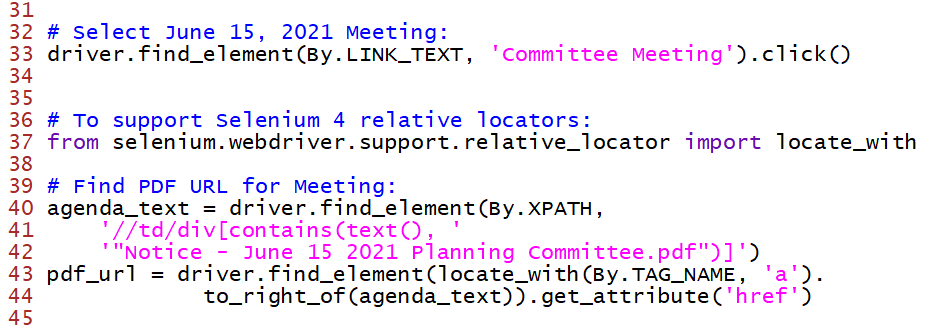 31
32 # Select June 15, 2021 Meeting:
33 driver.find_element(By.LINK_TEXT, 'Committee Meeting').click()
34
35
36 # To support Selenium 4 relative locators:
37 from selenium.webdriver.support.relative_locator import locate_with
38
39 # Find PDF URL for Meeting:
40 agenda_text = driver.find_element(By.XPATH,
41     '//td/div[contains(text(), '
42     '"Notice - June 15 2021 Planning Committee.pdf")]')
43 pdf_url = driver.find_element(locate_with(By.TAG_NAME, 'a').
44             to_right_of(agenda_text)).get_attribute('href')
45